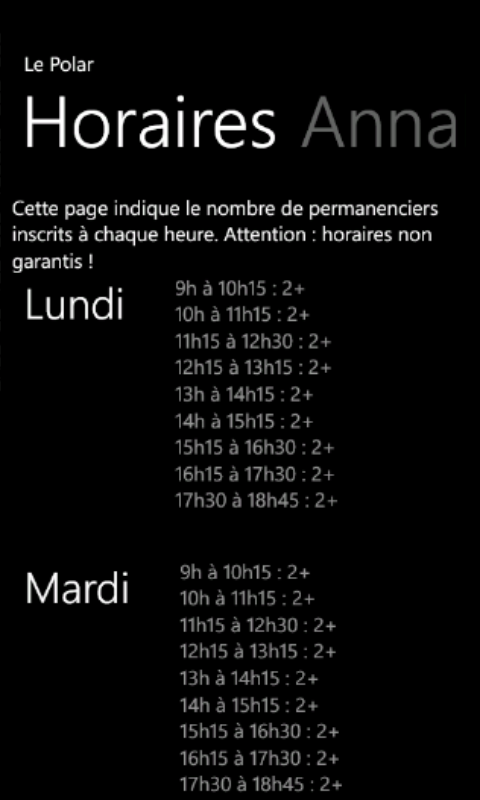 Le Polar
Horaires Anna
Cette page indique le nombre de permanenciers
inscrits à chaque heure. Attention : horaires non
garantis !
Lundi
9h à 10h15 : 2+
10h à 11h15 : 2+
11h15 à 12h30 : 2+
12h15 à 13h15 : 2+
13h à 14h15 : 2+
14h à 15h15 : 2+
15h15 à 16h30 : 2+
16h15 à 17h30 : 2+
17h30 à 18h45 : 2+
Mardi
9h à 10h15 : 2+
10h à 11h15 : 2+
11h15 à 12h30 : 2+
12h15 à 13h15 : 2+
13h à 14h15 : 2+
14h à 15h15 : 2+
15h15 à 16h30 : 2+
16h15 à 17h30 : 2+
17h30 à 18h45 : 2+